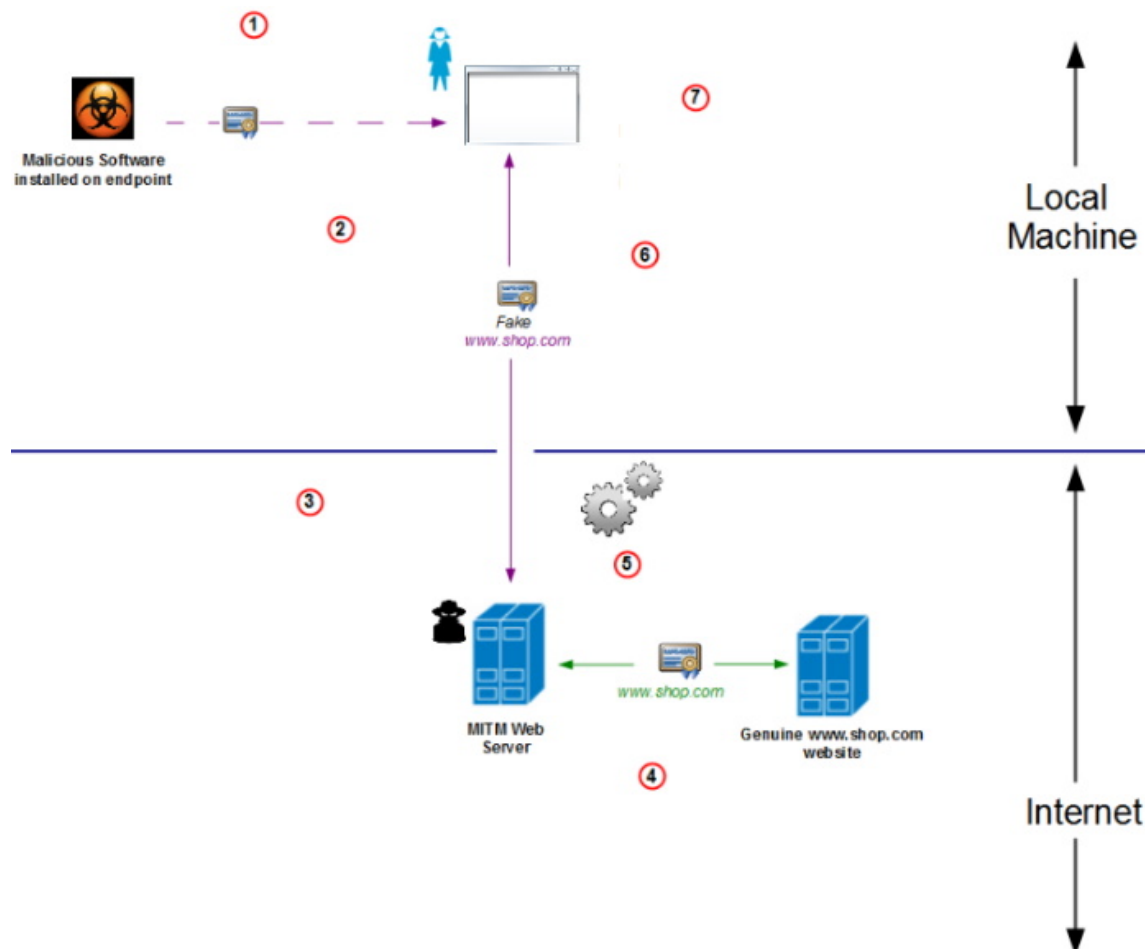 1
7
Malicious Software
installed on endpoint
2
6
Local
Machine
Fake
www.shop.com
3
5
www.shop.com
MITM Web
Server
Genuine www.shop.com
website
4
Internet